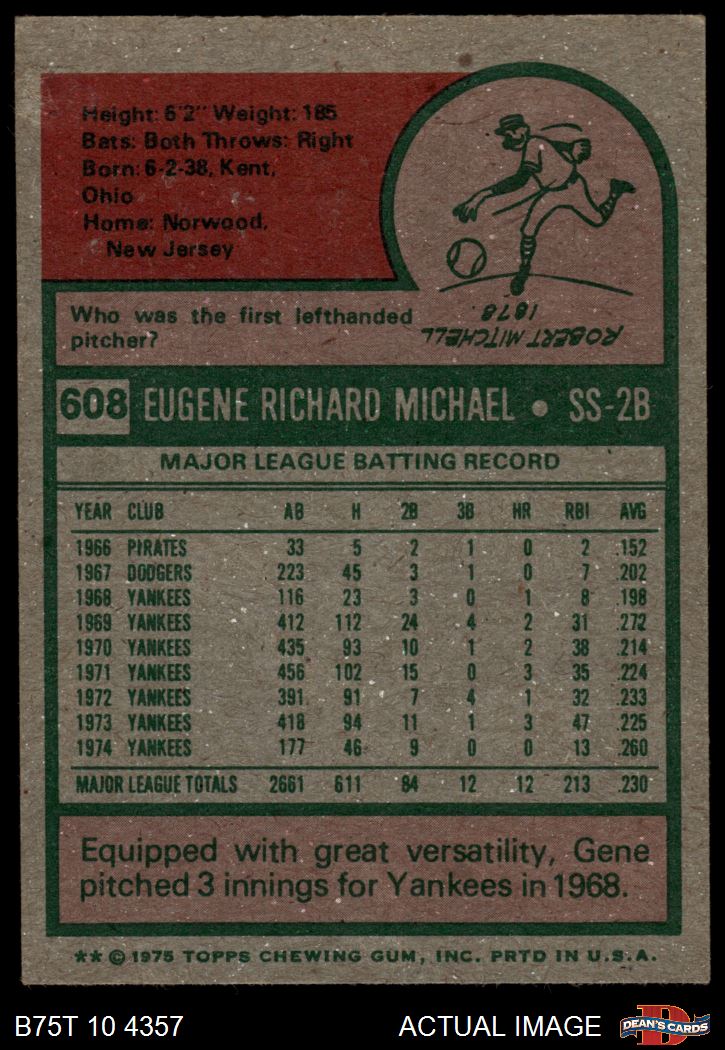 Height: 6'2" Weight: 185
Bats: Both Throws: Right
Born: 6-2-38, Kent,
Ohio
Home: Norwood,
New Jersey
Who was the first lefthanded
pitcher?
ROBERT MITCHELL
1878
608 EUGENE RICHARD MICHAEL • SS-2B
MAJOR LEAGUE BATTING RECORD
YEAR CLUB AB H 2B 3B HR RBI AVG
1966 PIRATES 33 5 2 1 0 2 .152
1967 DODGERS 223 45 3 1 0 7 .202
1968 YANKEES 116 23 3 0 1 8 .198
1969 YANKEES 412 112 24 4 2 31 .272
1970 YANKEES 435 93 10 1 2 38 .214
1971 YANKEES 456 102 15 0 3 35 .224
1972 YANKEES 391 91 7 4 1 32 .233
1973 YANKEES 418 94 11 1 3 47 .225
1974 YANKEES 177 46 9 0 0 13 .260
MAJOR LEAGUE TOTALS 2661 611 84 12 12 213 .230
Equipped with great versatility, Gene
pitched 3 innings for Yankees in 1968.
** © 1975 TOPPS CHEWING GUM, INC. PRTD IN U.S.A.
B75T 10 4357 ACTUAL IMAGE DEAN'S CARDS